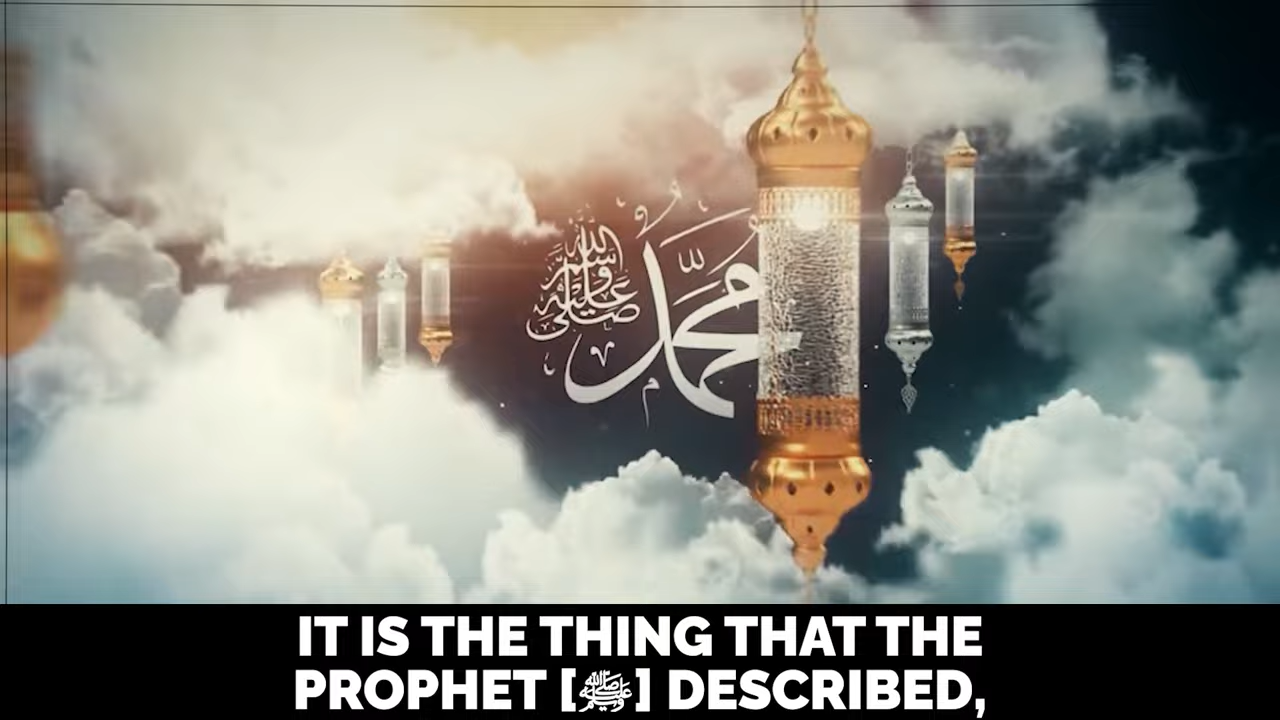 محمد
صلى الله عليه وسلم
IT IS THE THING THAT THE
PROPHET [ﷺ] DESCRIBED,